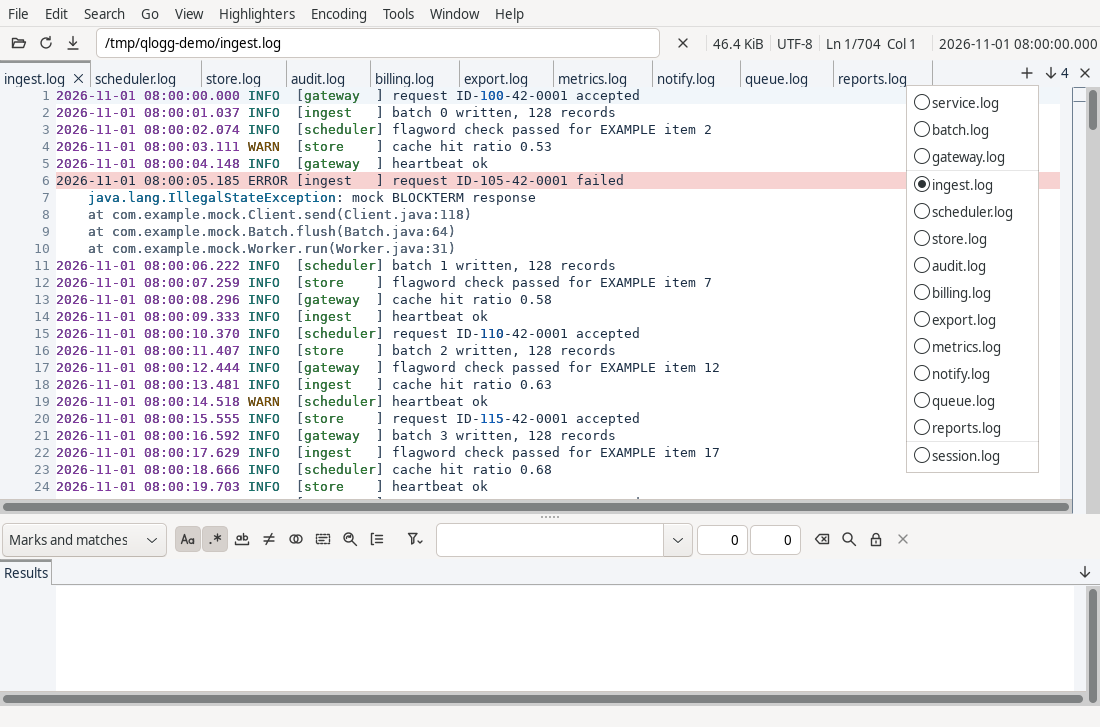 File Edit Search Go View Highlighters Encoding Tools Window Help
/tmp/qlogg-demo/ingest.log 46.4 KiB UTF-8 Ln 1/704 Col 1 2026-11-01 08:00:00.000
ingest.log scheduler.log store.log audit.log billing.log export.log metrics.log notify.log queue.log reports.log 4
1 2026-11-01 08:00:00.000 INFO [gateway ] request ID-100-42-0001 accepted
2 2026-11-01 08:00:01.037 INFO [ingest ] batch 0 written, 128 records
3 2026-11-01 08:00:02.074 INFO [scheduler] flagword check passed for EXAMPLE item 2
4 2026-11-01 08:00:03.111 WARN [store ] cache hit ratio 0.53
5 2026-11-01 08:00:04.148 INFO [gateway ] heartbeat ok
6 2026-11-01 08:00:05.185 ERROR [ingest ] request ID-105-42-0001 failed
7 java.lang.IllegalStateException: mock BLOCKTERM response
8 at com.example.mock.Client.send(Client.java:118)
9 at com.example.mock.Batch.flush(Batch.java:64)
10 at com.example.mock.Worker.run(Worker.java:31)
11 2026-11-01 08:00:06.222 INFO [scheduler] batch 1 written, 128 records
12 2026-11-01 08:00:07.259 INFO [store ] flagword check passed for EXAMPLE item 7
13 2026-11-01 08:00:08.296 INFO [gateway ] cache hit ratio 0.58
14 2026-11-01 08:00:09.333 INFO [ingest ] heartbeat ok
15 2026-11-01 08:00:10.370 INFO [scheduler] request ID-110-42-0001 accepted
16 2026-11-01 08:00:11.407 INFO [store ] batch 2 written, 128 records
17 2026-11-01 08:00:12.444 INFO [gateway ] flagword check passed for EXAMPLE item 12
18 2026-11-01 08:00:13.481 INFO [ingest ] cache hit ratio 0.63
19 2026-11-01 08:00:14.518 WARN [scheduler] heartbeat ok
20 2026-11-01 08:00:15.555 INFO [store ] request ID-115-42-0001 accepted
21 2026-11-01 08:00:16.592 INFO [gateway ] batch 3 written, 128 records
22 2026-11-01 08:00:17.629 INFO [ingest ] flagword check passed for EXAMPLE item 17
23 2026-11-01 08:00:18.666 INFO [scheduler] cache hit ratio 0.68
24 2026-11-01 08:00:19.703 INFO [store ] heartbeat ok
service.log
batch.log
gateway.log
ingest.log
scheduler.log
store.log
audit.log
billing.log
export.log
metrics.log
notify.log
queue.log
reports.log
session.log
Marks and matches Aa .* ab 0 0
Results